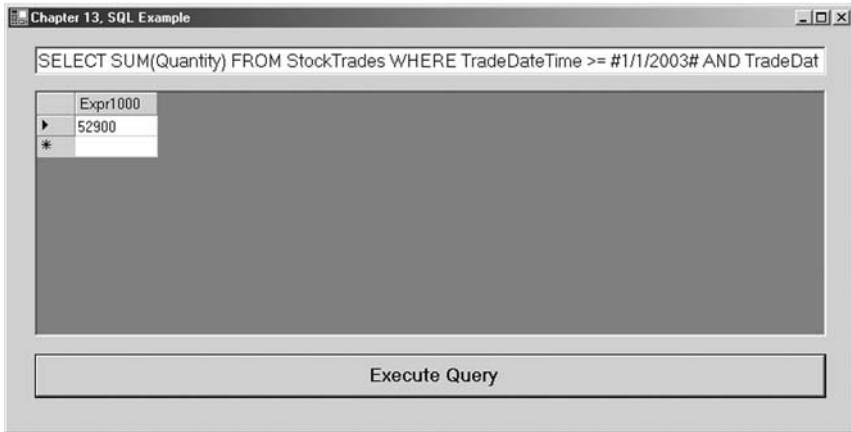 Chapter 13, SQL Example
SELECT SUM(Quantity) FROM StockTrades WHERE TradeDateTime >= #1/1/2003# AND TradeDat
Expr1000
52900
Execute Query